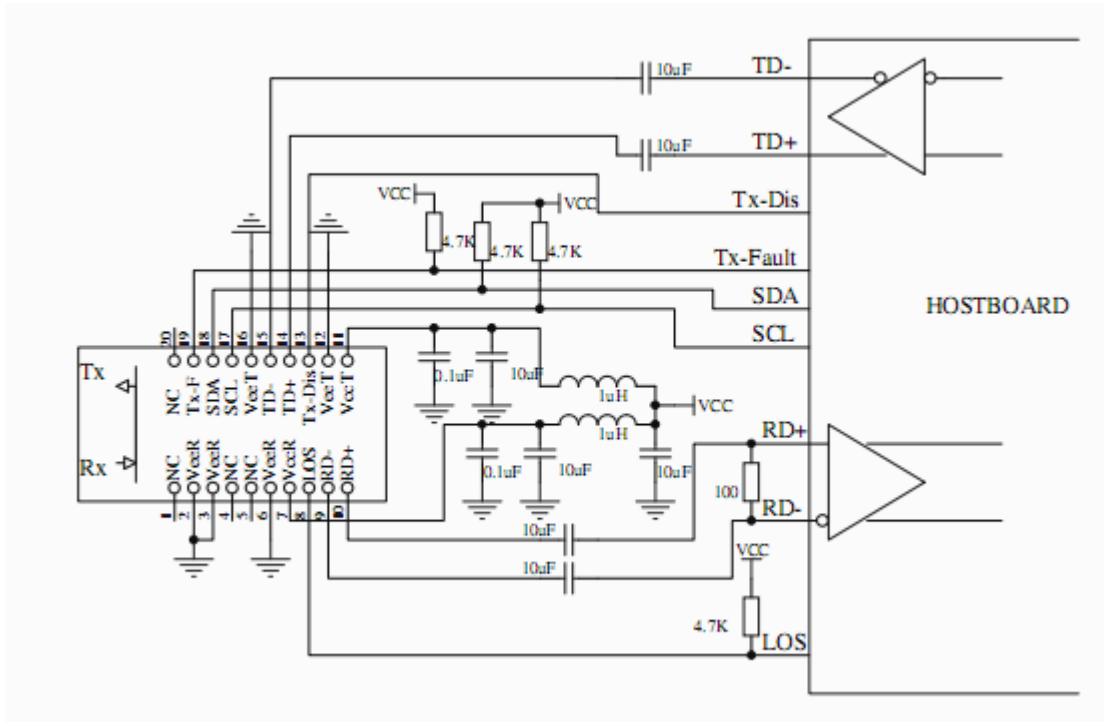 10uF
TD-
10uF
TD+
VCC
VCC
Tx-Dis
4.7K
4.7K
4.7K
Tx-Fault
SDA
HOSTBOARD
SCL
20
19
18
17
16
15
14
13
12
11
Tx
NC
Tx-F
SDA
SCL
VeeT
TD-
TD+
Tx-Dis
VeeT
VccT
0.1uF
10uF
1uH
VCC
1uH
Rx
NC
VeeR
VeeR
NC
NC
VeeR
VccR
LOS
RD-
RD+
0.1uF
10uF
10uF
RD+
100
RD-
1
2
3
4
5
6
7
8
9
10
10uF
10uF
VCC
4.7K
LOS